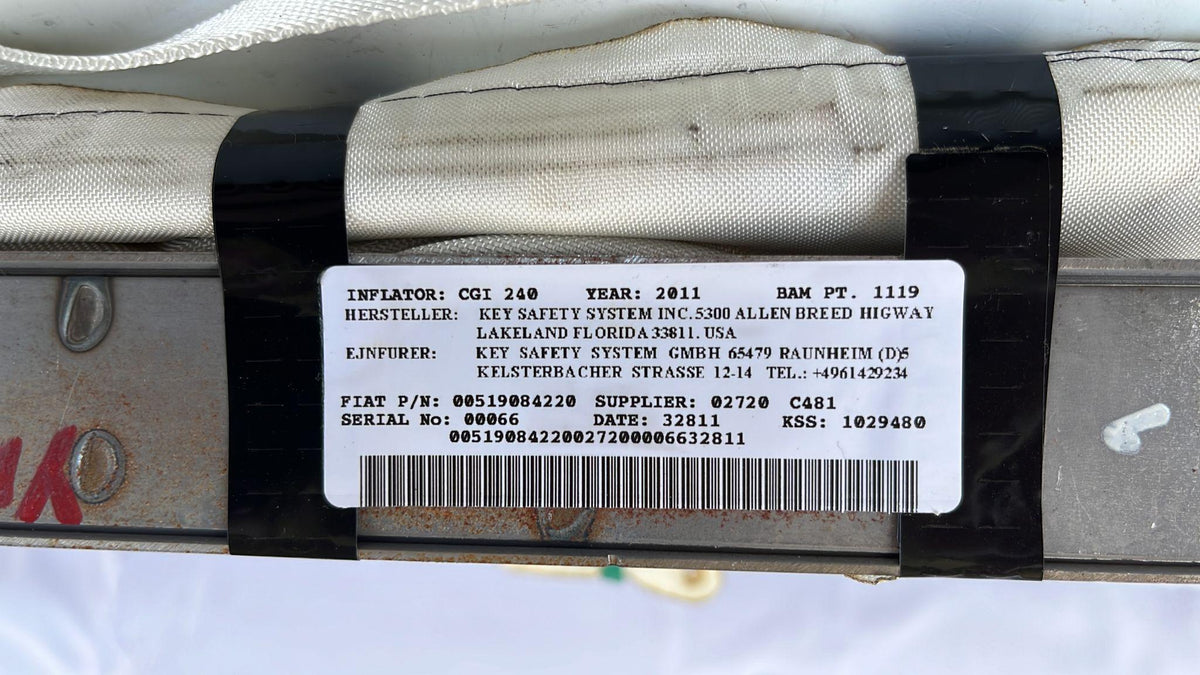 INFLATOR: CGI 240 YEAR: 2011 BAM PT. 1119
HERSTELLER: KEY SAFETY SYSTEM INC.5300 ALLEN BREED HIGWAY
LAKELAND FLORIDA 33811. USA
EJNFURER: KEY SAFETY SYSTEM GMBH 65479 RAUNHEIM (D)5
KELSTERBACHER STRASSE 12-14 TEL.: +4961429234
FIAT P/N: 00519084220 SUPPLIER: 02720 C481
SERIAL No: 00066 DATE: 32811 KSS: 1029480
00519084220027200006632811